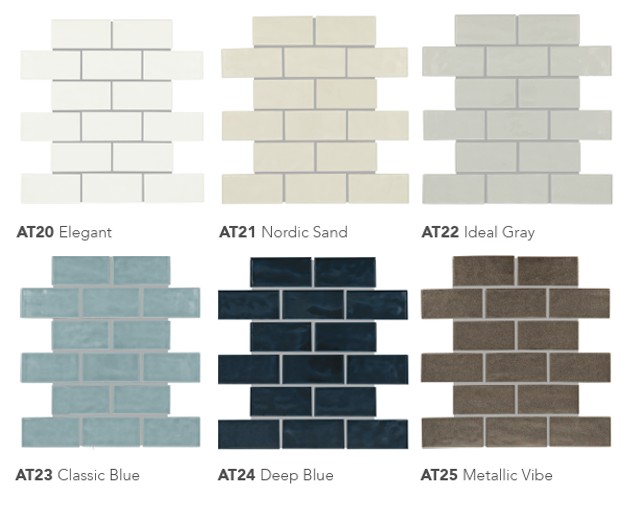 AT20 Elegant
AT21 Nordic Sand
AT22 Ideal Gray
AT23 Classic Blue
AT24 Deep Blue
AT25 Metallic Vibe